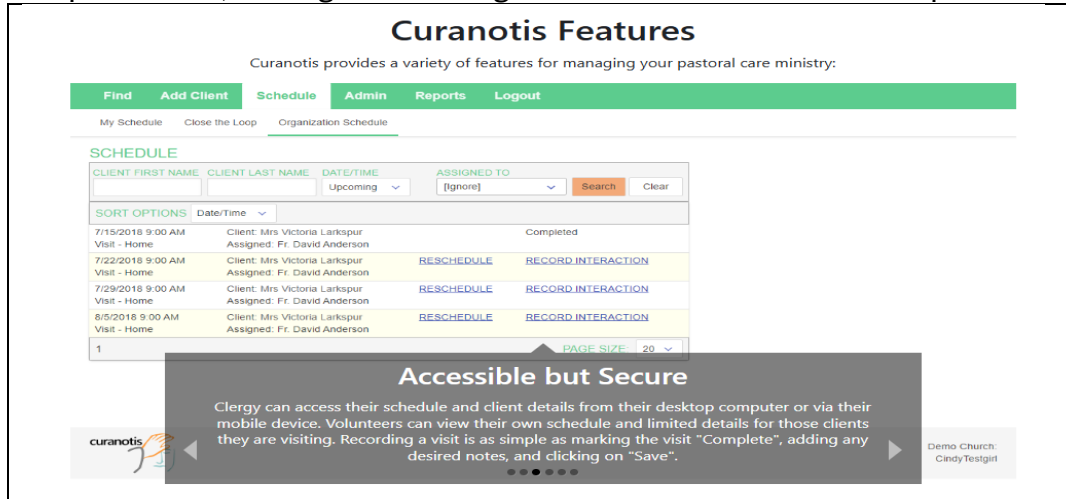 Curanotis Features
Curanotis provides a variety of features for managing your pastoral care ministry:
Find Add Client Schedule Admin Reports Logout
My Schedule Close the Loop Organization Schedule
SCHEDULE
CLIENT FIRST NAME CLIENT LAST NAME DATE/TIME ASSIGNED TO
Upcoming [Ignore] Search Clear
SORT OPTIONS Date/Time
7/15/2018 9:00 AM Client: Mrs Victoria Larkspur Completed
Visit - Home Assigned: Fr. David Anderson
7/22/2018 9:00 AM Client: Mrs Victoria Larkspur RESCHEDULE RECORD INTERACTION
Visit - Home Assigned: Fr. David Anderson
7/29/2018 9:00 AM Client: Mrs Victoria Larkspur RESCHEDULE RECORD INTERACTION
Visit - Home Assigned: Fr. David Anderson
8/5/2018 9:00 AM Client: Mrs Victoria Larkspur RESCHEDULE RECORD INTERACTION
Visit - Home Assigned: Fr. David Anderson
1 PAGE SIZE: 20
Accessible but Secure
Clergy can access their schedule and client details from their desktop computer or via their
mobile device. Volunteers can view their own schedule and limited details for those clients
they are visiting. Recording a visit is as simple as marking the visit "Complete", adding any
desired notes, and clicking on "Save".
curanotis
Demo Church:
CindyTestgirl